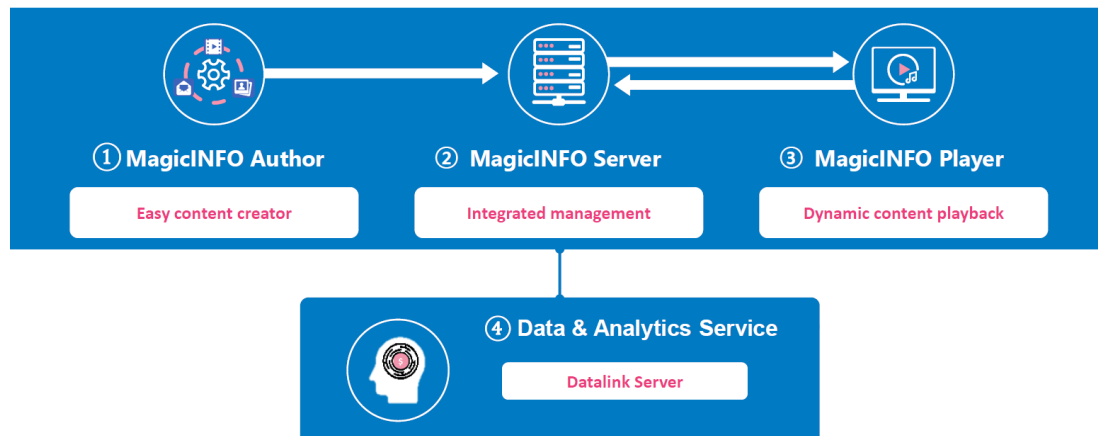 ① MagicINFO Author
② MagicINFO Server
③ MagicINFO Player
Easy content creator
Integrated management
Dynamic content playback
④ Data & Analytics Service
Datalink Server